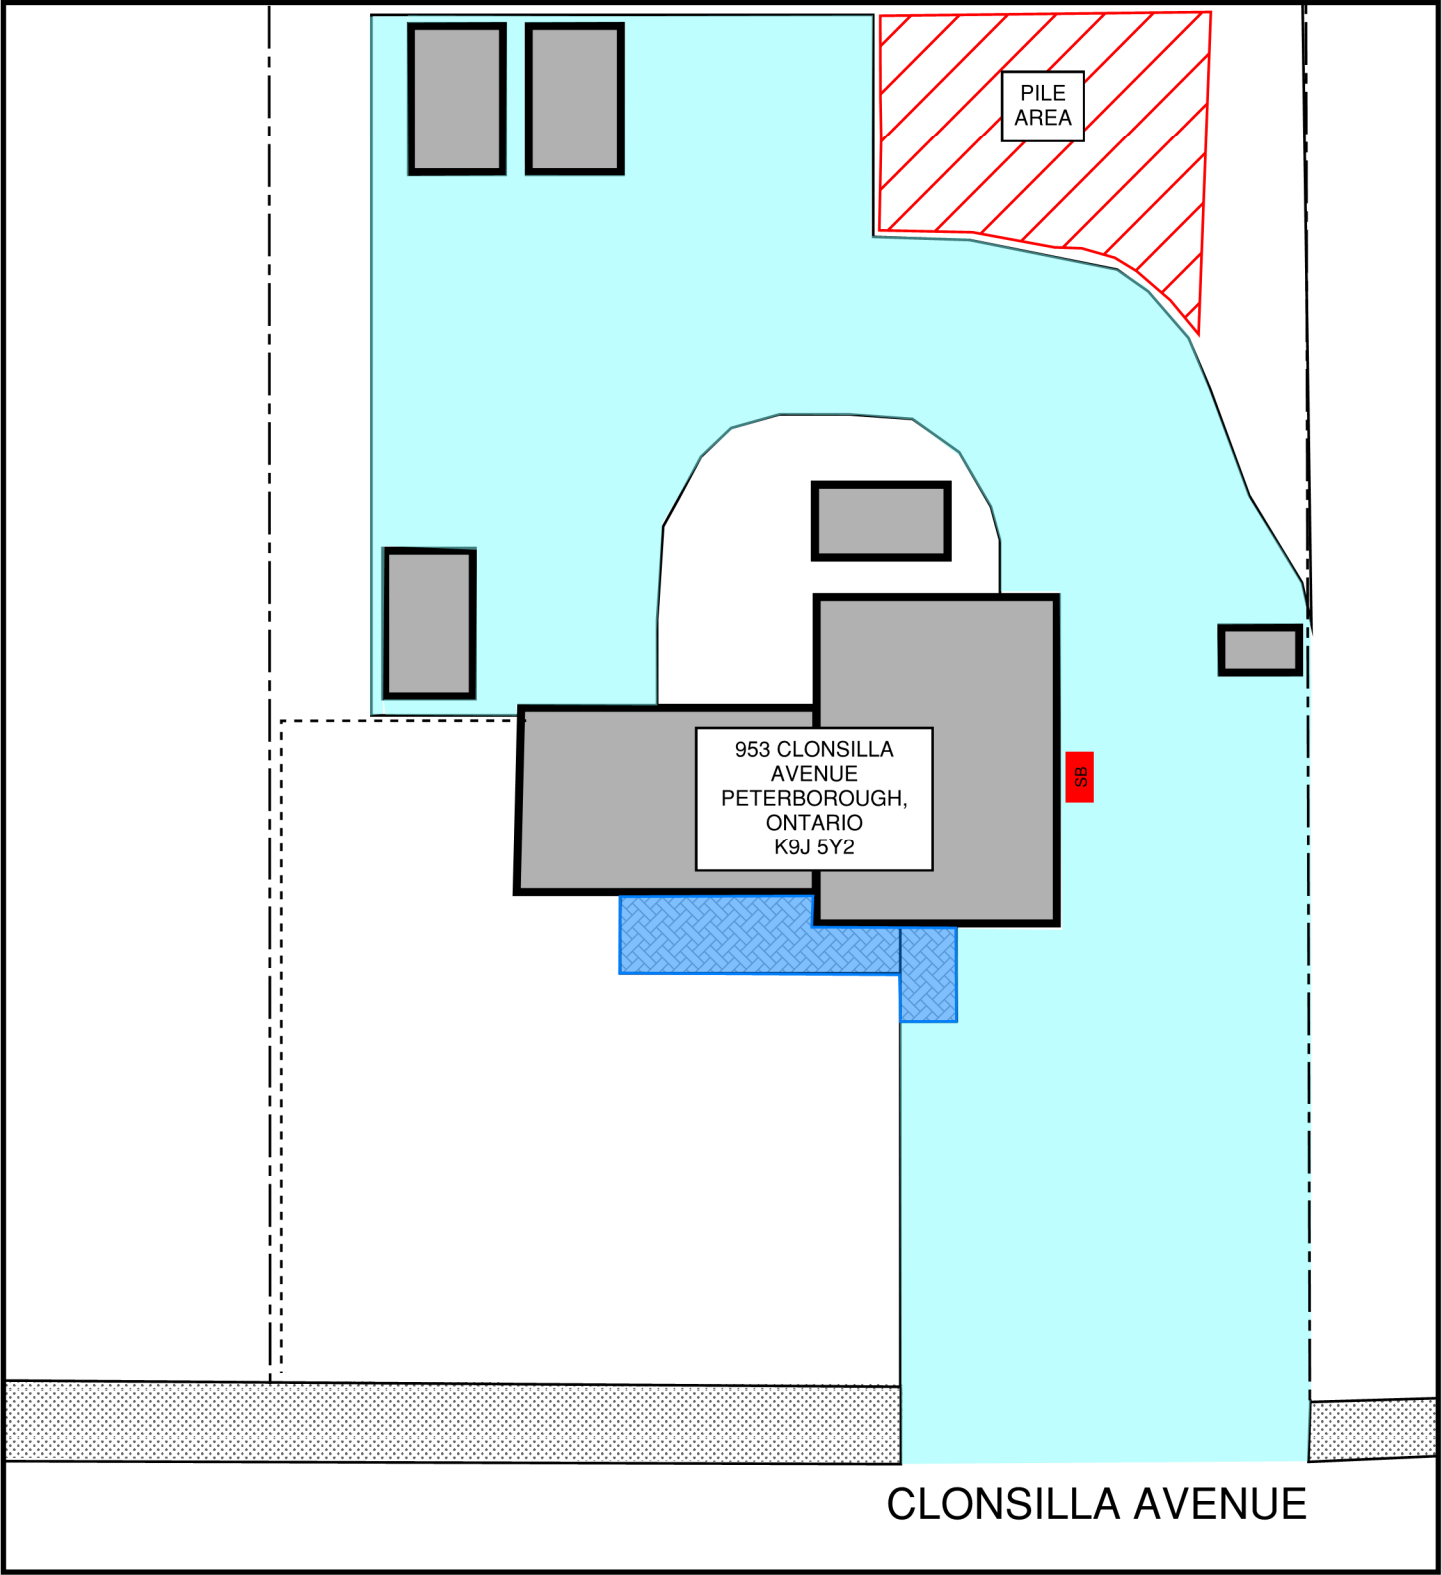 PILE
AREA
953 CLONSILLA
AVENUE
PETERBOROUGH,
ONTARIO
K9J 5Y2
SB
CLONSILLA AVENUE